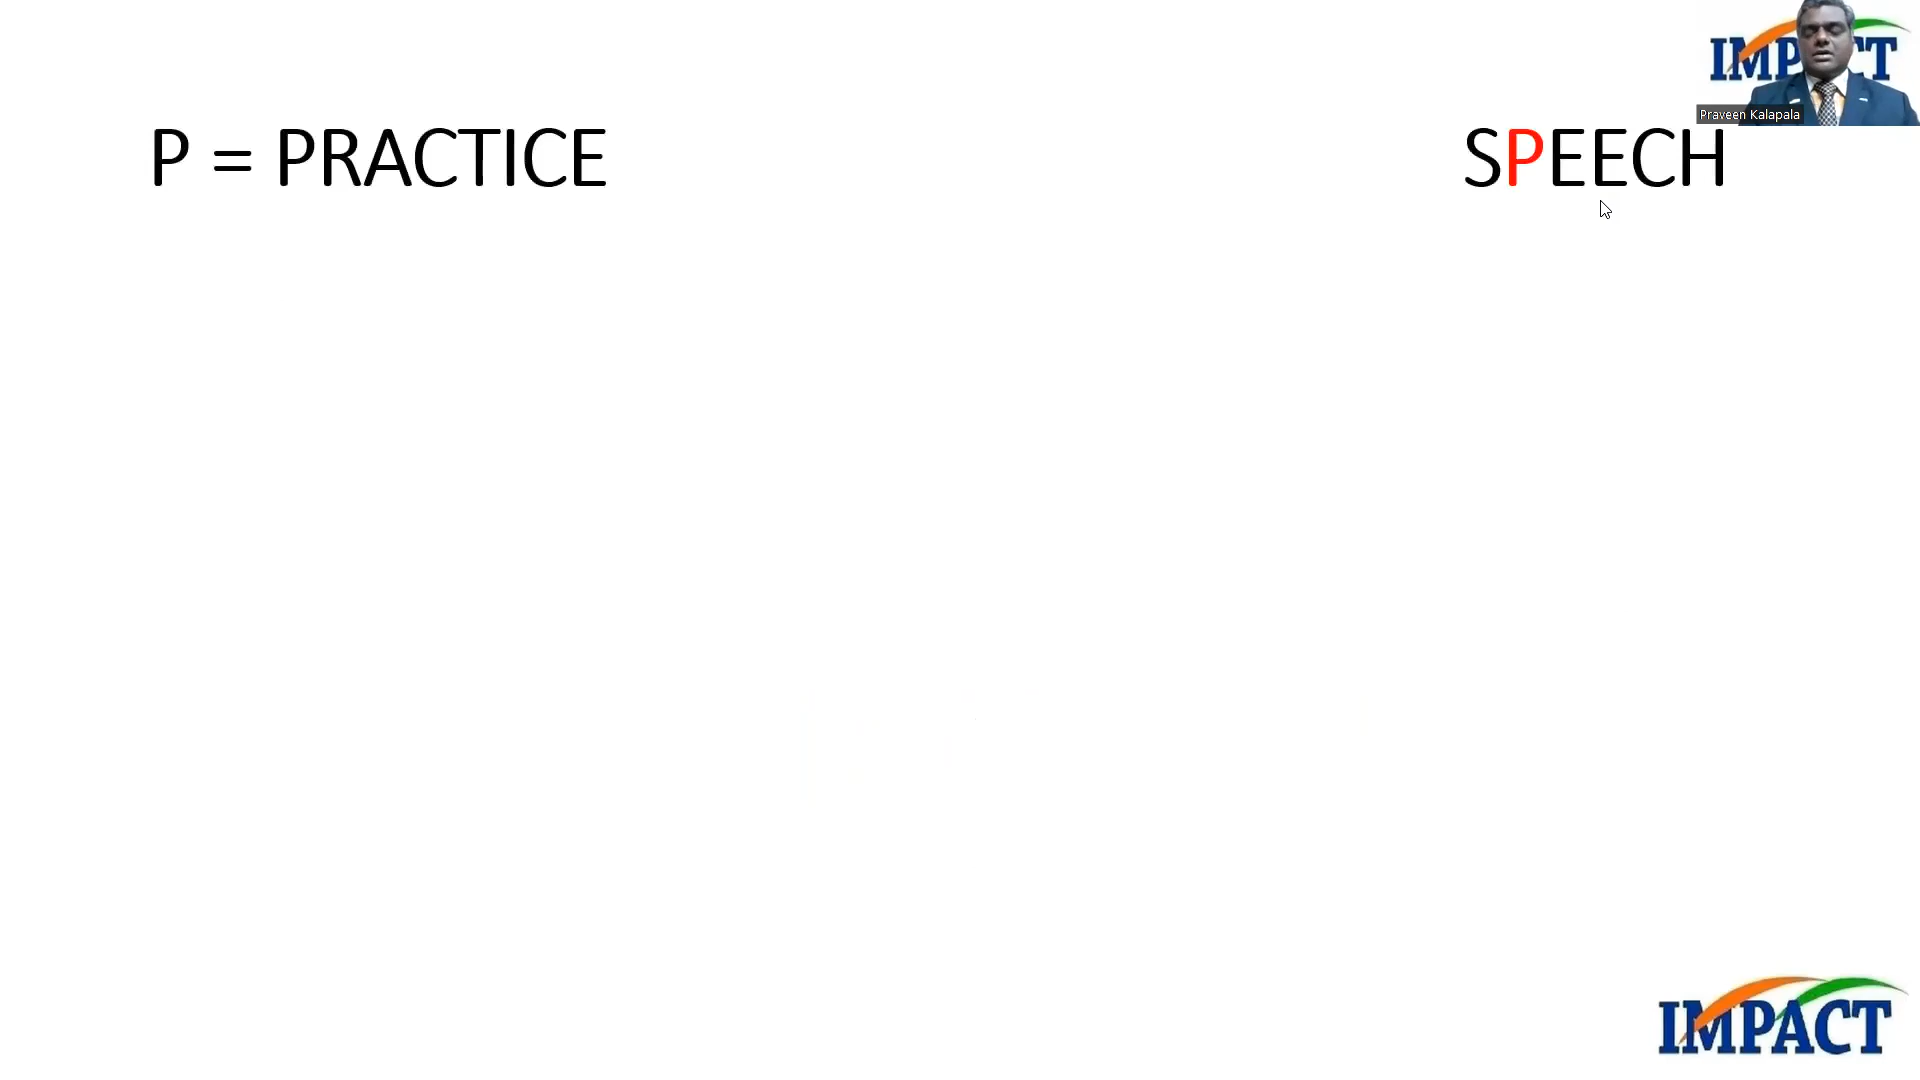 IMPACT
Praveen Kalapala
P = PRACTICE
SPEECH
IMPACT